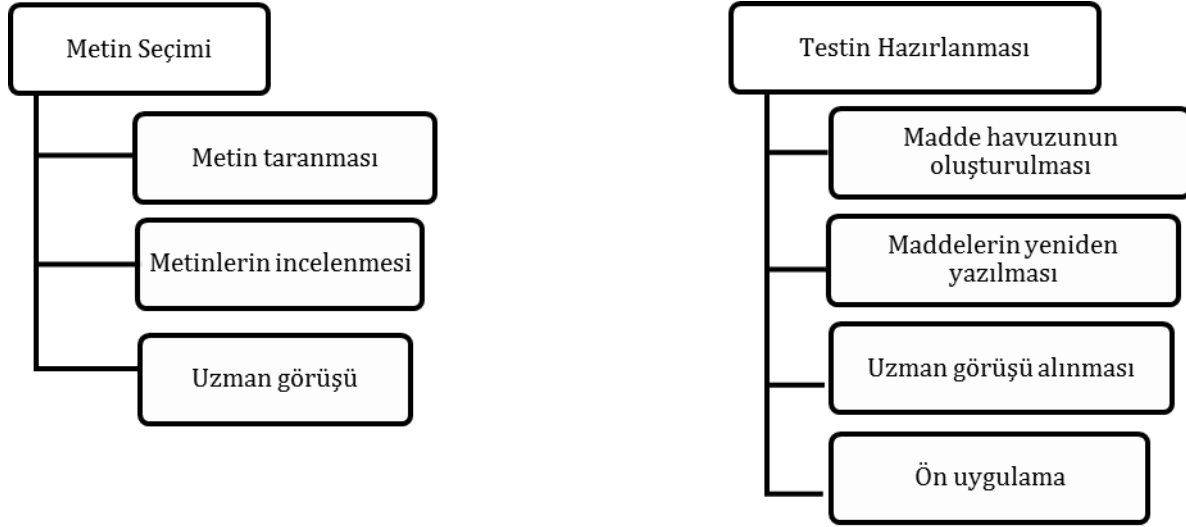 Metin Seçimi
Metin taranması
Metinlerin incelenmesi
Uzman görüşü
Testin Hazırlanması
Madde havuzunun
oluşturulması
Maddelerin yeniden
yazılması
Uzman görüşü alınması
Ön uygulama